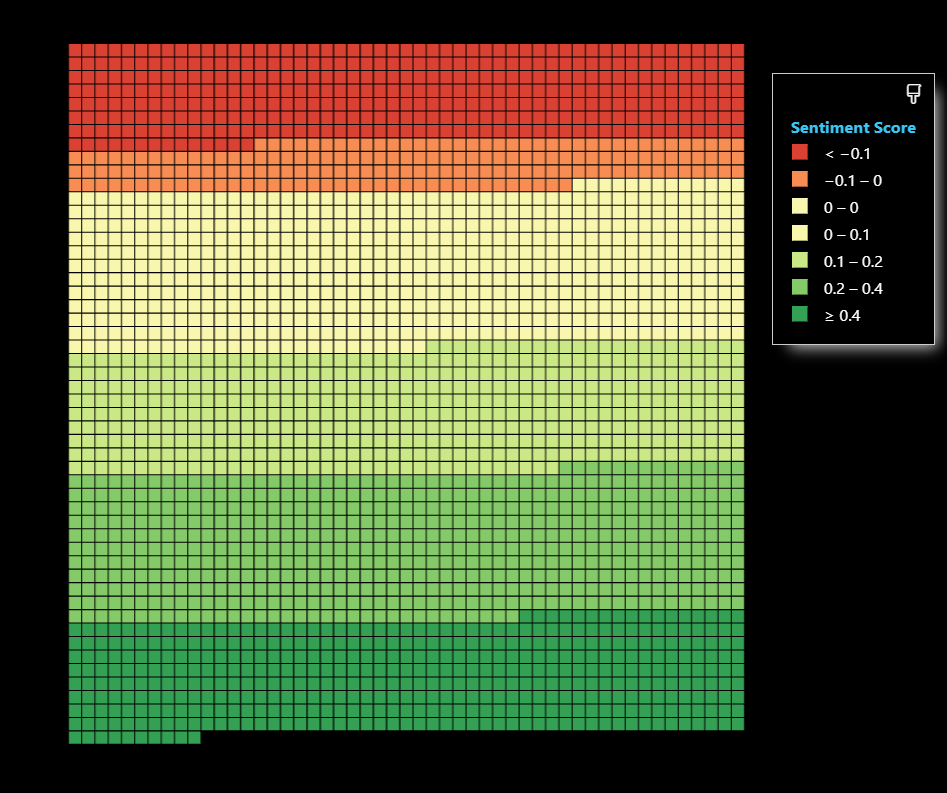 Sentiment Score
< −0.1
−0.1 – 0
0 – 0
0 – 0.1
0.1 – 0.2
0.2 – 0.4
≥ 0.4